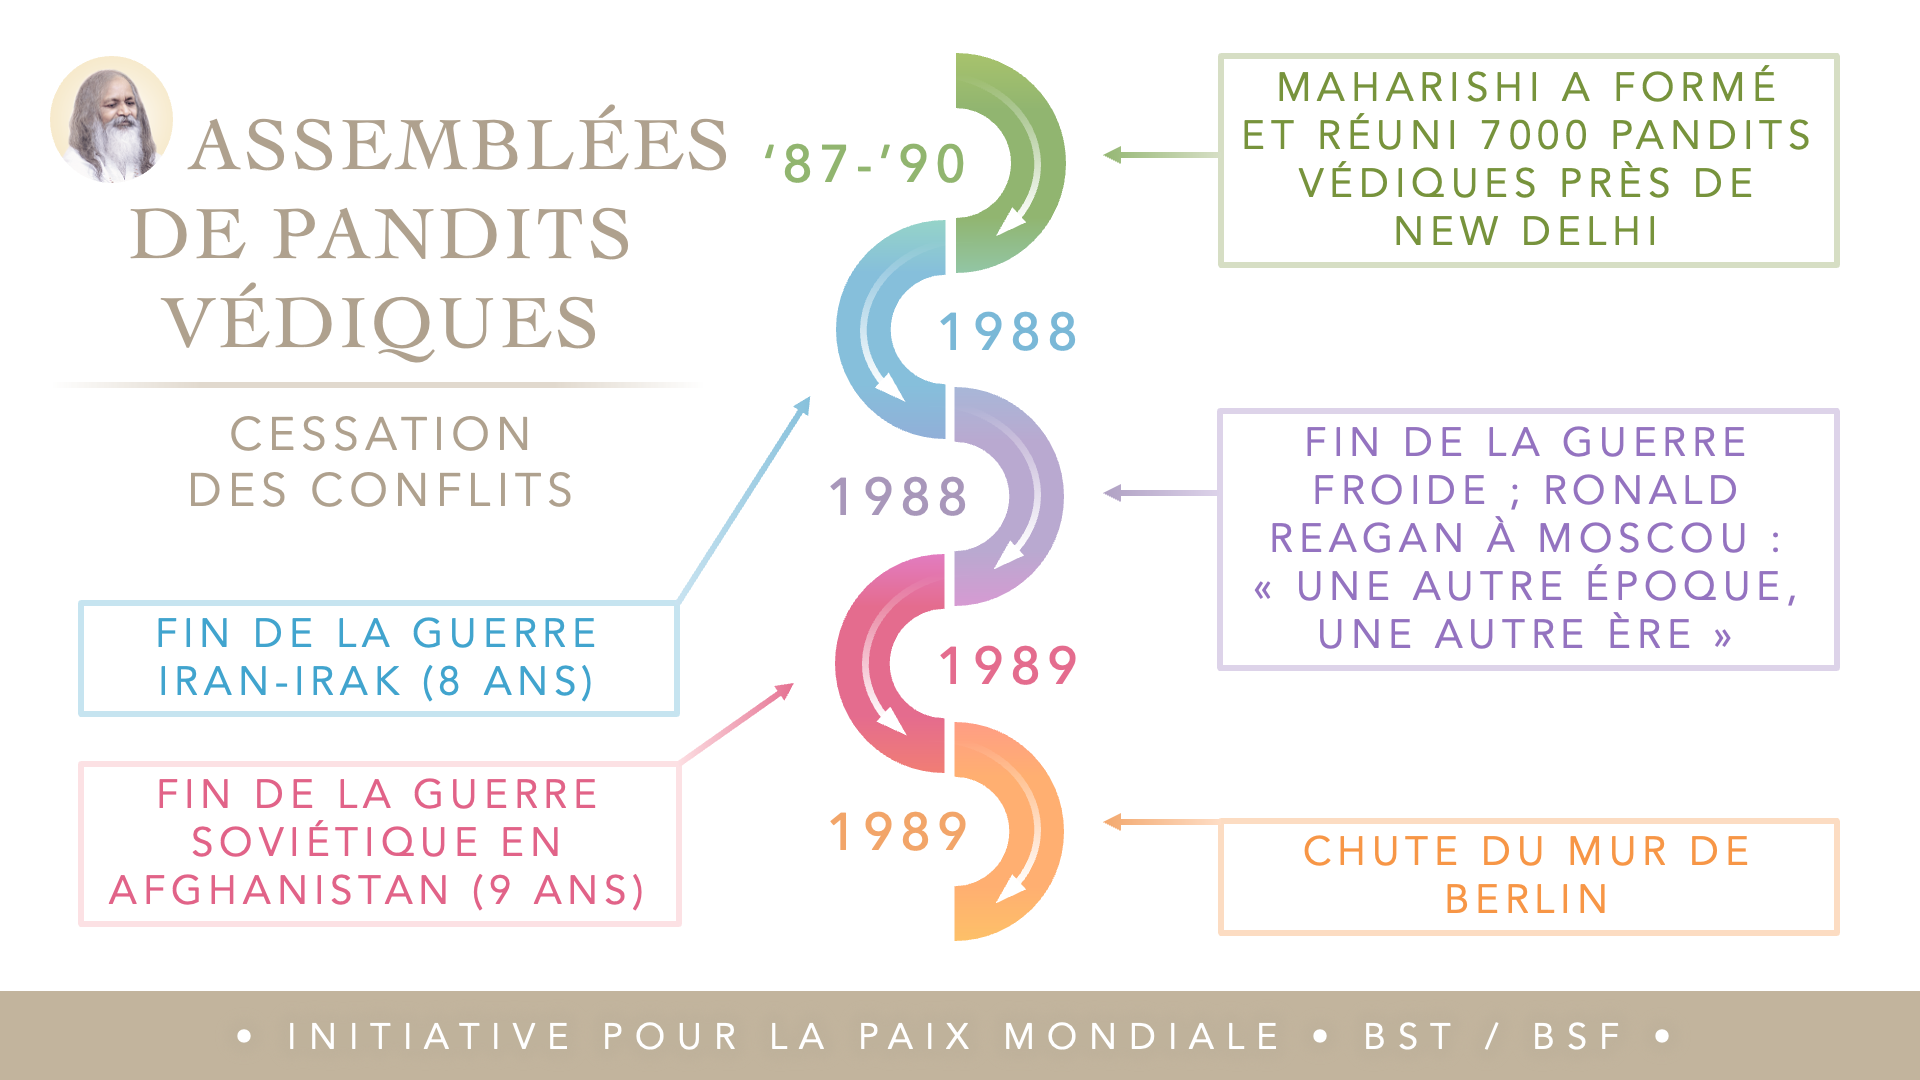 ASSEMBLÉES
DE PANDITS
VÉDIQUES
CESSATION
DES CONFLITS
‘87-’90
MAHARISHI A FORMÉ
ET RÉUNI 7000 PANDITS
VÉDIQUES PRÈS DE
NEW DELHI
1988
FIN DE LA GUERRE
IRAN-IRAK (8 ANS)
1988
FIN DE LA GUERRE
FROIDE ; RONALD
REAGAN À MOSCOU :
« UNE AUTRE ÉPOQUE,
UNE AUTRE ÈRE »
1989
FIN DE LA GUERRE
SOVIÉTIQUE EN
AFGHANISTAN (9 ANS)
1989
CHUTE DU MUR DE
BERLIN
• INITIATIVE POUR LA PAIX MONDIALE • BST / BSF •